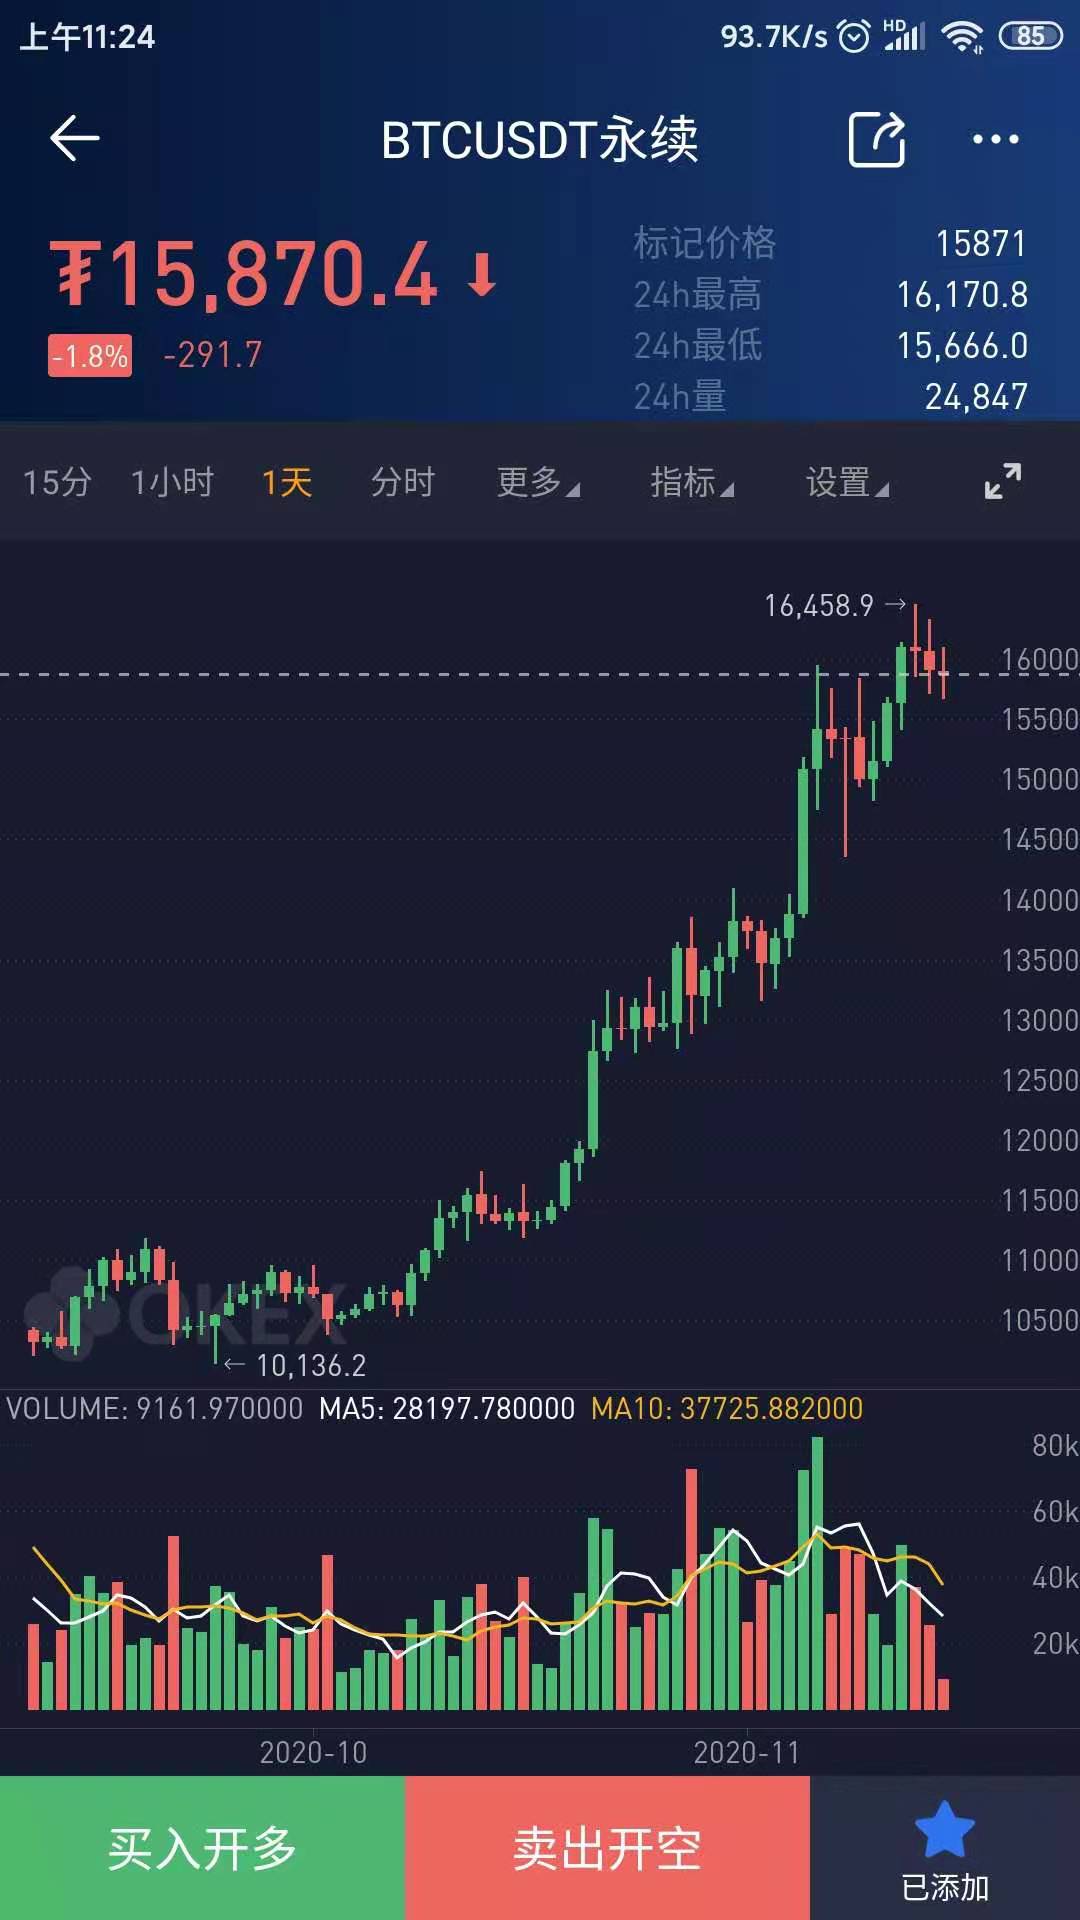 上午11:24 93.7K/s HD 85
BTCUSDT永续
₮15,870.4
-1.8% -291.7
标记价格 15871
24h最高 16,170.8
24h最低 15,666.0
24h量 24,847
15分 1小时 1天 分时 更多 指标 设置
16,458.9
16000
15500
15000
14500
14000
13500
13000
12500
12000
11500
11000
10500
OKEX
10,136.2
VOLUME: 9161.970000 MA5: 28197.780000 MA10: 37725.882000
80k
60k
40k
20k
2020-10 2020-11
买入开多 卖出开空 已添加